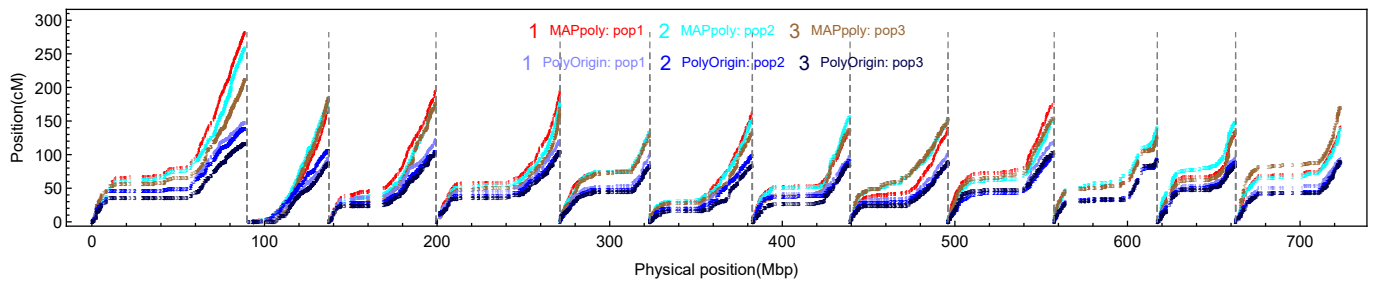 300
250
200
150
100
50
0
Position(cM)
1 MAPpoly: pop1 2 MAPpoly: pop2 3 MAPpoly: pop3
1 PolyOrigin: pop1 2 PolyOrigin: pop2 3 PolyOrigin: pop3
0 100 200 300 400 500 600 700
Physical position(Mbp)